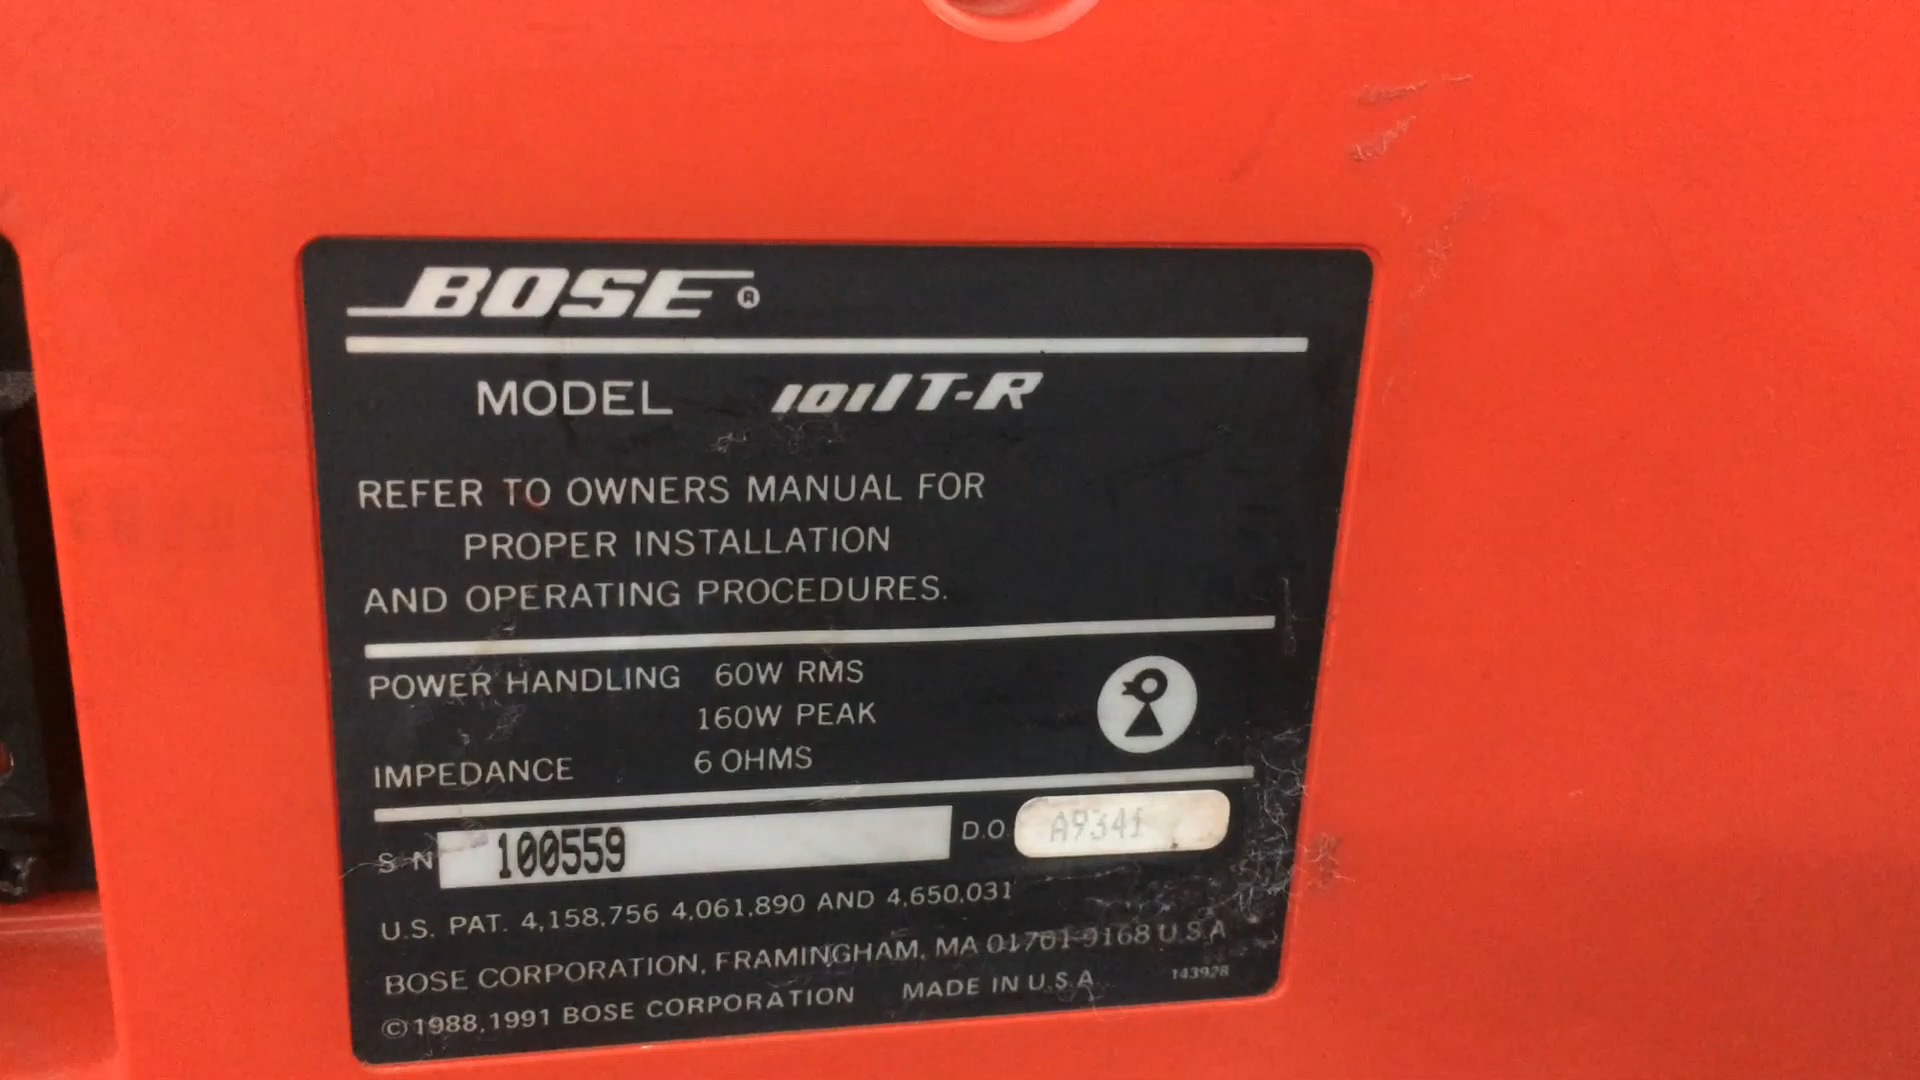 BOSE®
MODEL 101IT-R
REFER TO OWNERS MANUAL FOR
PROPER INSTALLATION
AND OPERATING PROCEDURES.
POWER HANDLING 60W RMS
160W PEAK
IMPEDANCE 6 OHMS
S N 100559 D.O A9341
U.S. PAT. 4,158,756 4,061,890 AND 4,650,031
BOSE CORPORATION, FRAMINGHAM, MA 01701-9168 U.S.A
©1988,1991 BOSE CORPORATION MADE IN U.S.A 143928